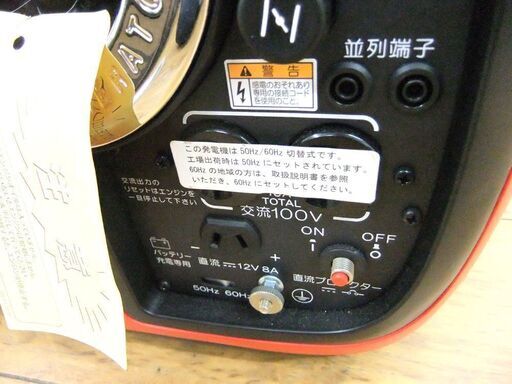 ATO
並列端子
警告
感電のおそれあり
専用の接続コード
を使用のこと。
この発電機は50Hz/60Hz切替式です。
工場出荷時は50Hzにセットされています。
60Hzの地域の方は、取扱説明書を参照
いただき、60Hzにセットしてください。
TOTAL
交流100V
交流出力の
リセットはエンジンを
一旦停止して下さい
ON
OFF
バッテリー
充電専用
直流 12V 8A
直流プロテクター
50Hz 60Hz